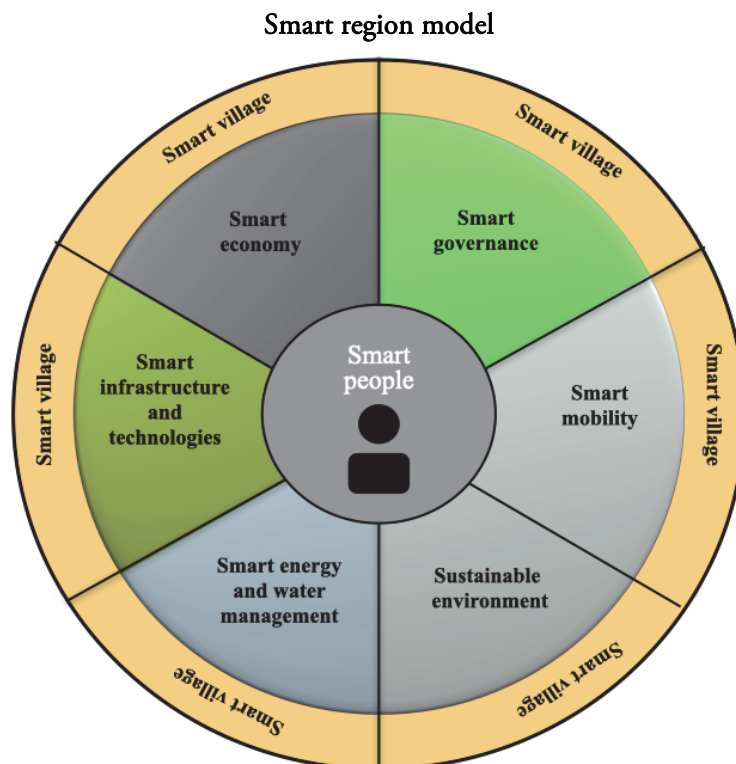 Smart region model
Smart village
Smart village
Smart
economy
Smart
governance
Smart village
Smart
infrastructure
and
technologies
Smart
people
Smart
mobility
Smart village
Smart energy
and water
management
Sustainable
environment
Smart village
Smart village